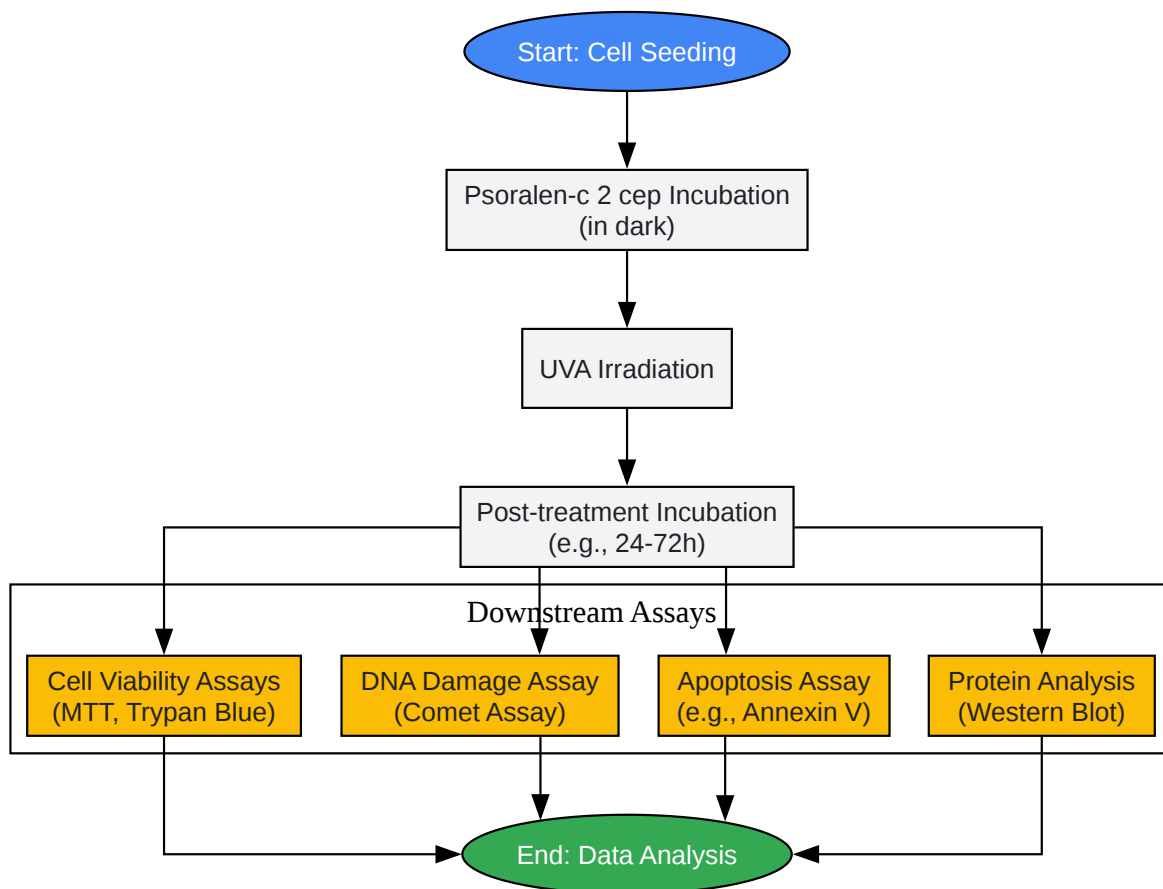 Start: Cell Seeding
Psoralen-c 2 cep Incubation
(in dark)
UVA Irradiation
Post-treatment Incubation
(e.g., 24-72h)
Downstream Assays
Cell Viability Assays
(MTT, Trypan Blue)
DNA Damage Assay
(Comet Assay)
Apoptosis Assay
(e.g., Annexin V)
Protein Analysis
(Western Blot)
End: Data Analysis